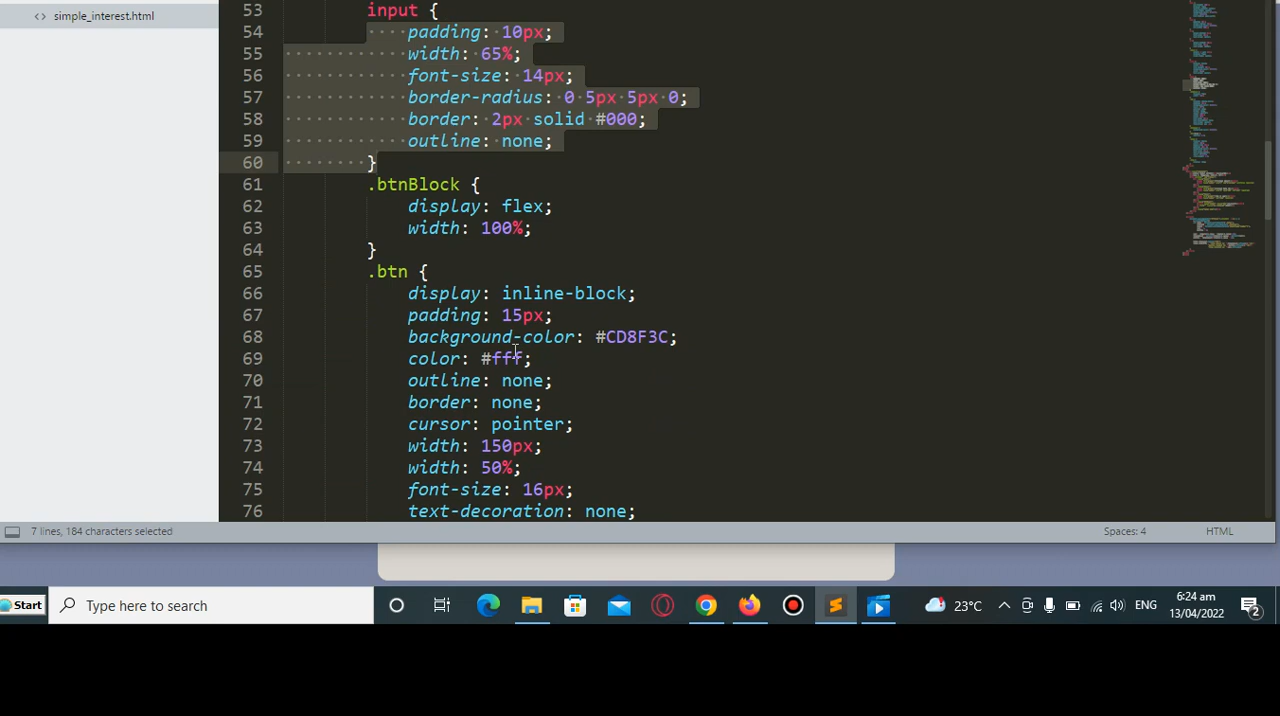 simple_interest.html
53 input {
54 padding: 10px;
55 width: 65%;
56 font-size: 14px;
57 border-radius: 0 5px 5px 0;
58 border: 2px solid #000;
59 outline: none;
60 }
61 .btnBlock {
62 display: flex;
63 width: 100%;
64 }
65 .btn {
66 display: inline-block;
67 padding: 15px;
68 background-color: #CD8F3C;
69 color: #fff;
70 outline: none;
71 border: none;
72 cursor: pointer;
73 width: 150px;
74 width: 50%;
75 font-size: 16px;
76 text-decoration: none;
7 lines, 184 characters selected
Spaces: 4
HTML
Start
Type here to search
23°C
ENG
6:24 am
13/04/2022
2